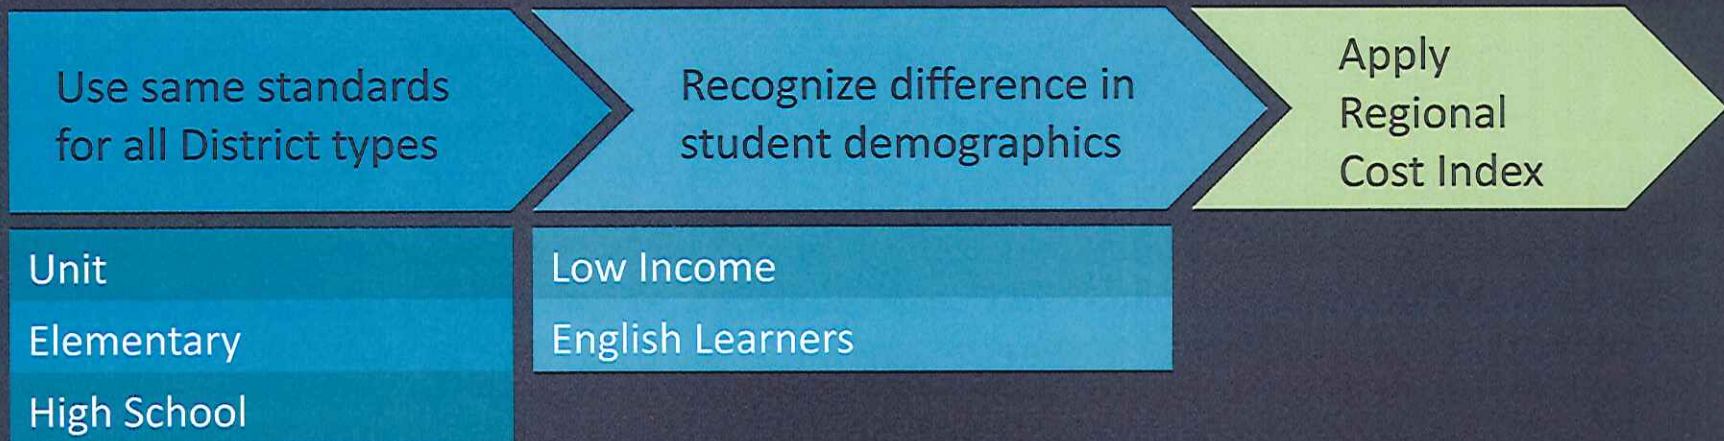 Use same standards
for all District types
Recognize difference in
student demographics
Apply
Regional
Cost Index
Unit
Elementary
High School
Low Income
English Learners